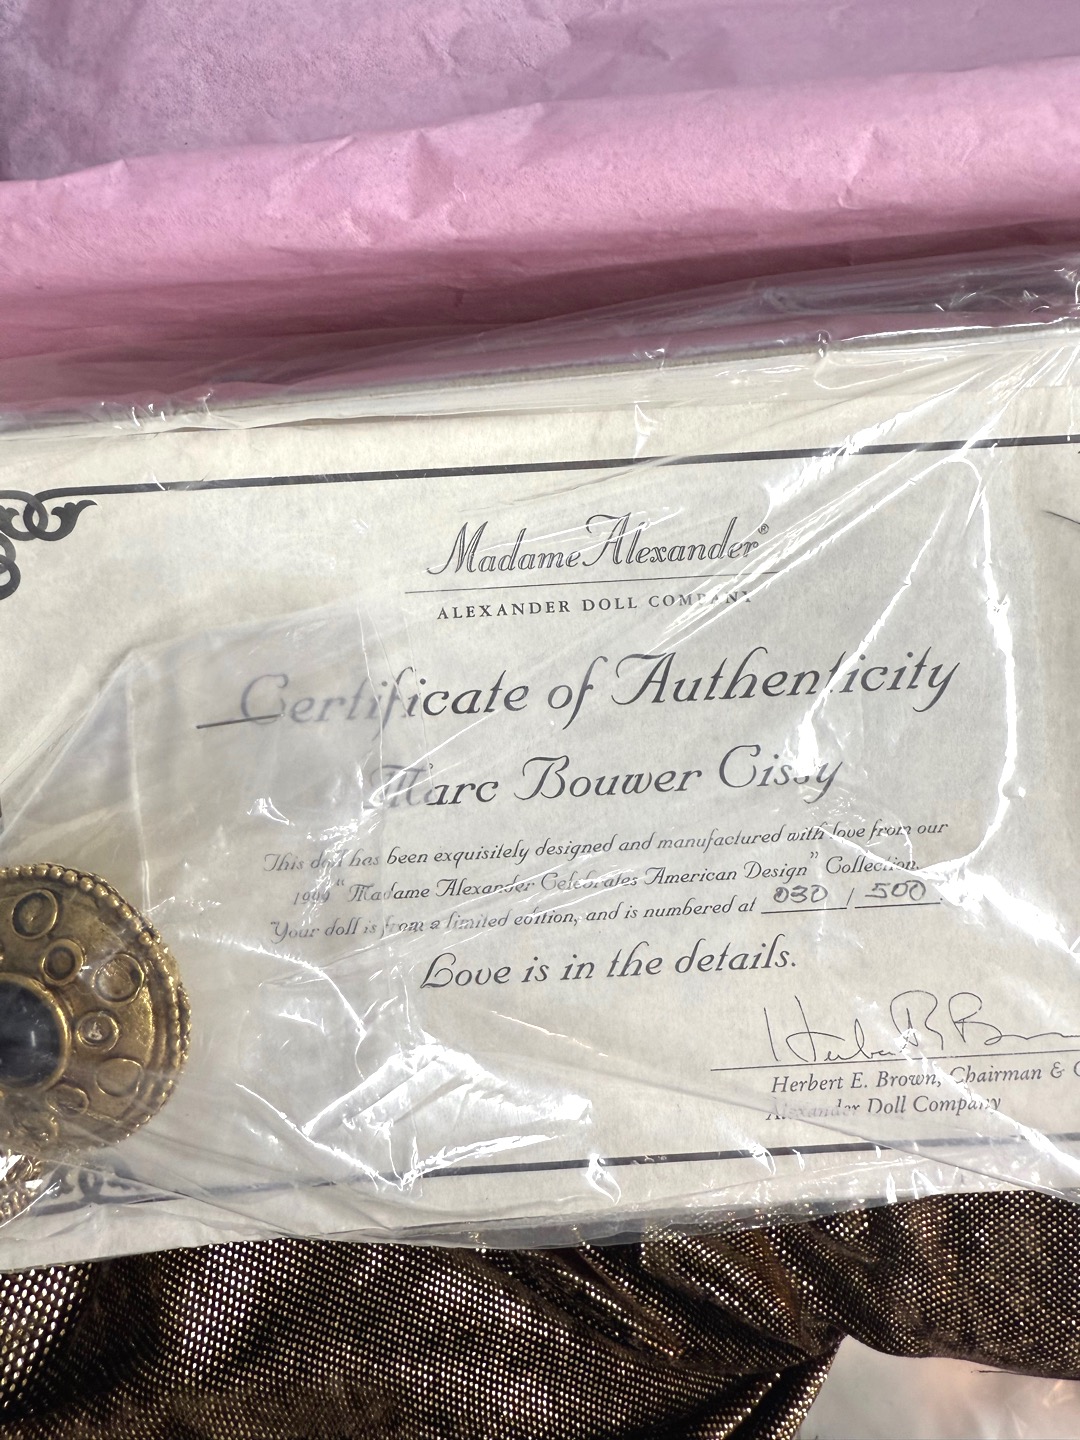 Madame Alexander®
ALEXANDER DOLL COMPANY
Certificate of Authenticity
Marc Bouwer Cissy
This doll has been exquisitely designed and manufactured with love from our
1999 "Madame Alexander Celebrates American Design" Collection.
Your doll is from a limited edition, and is numbered at 030 / 500.
Love is in the details.
Herbert E. Brown, Chairman &
Alexander Doll Company